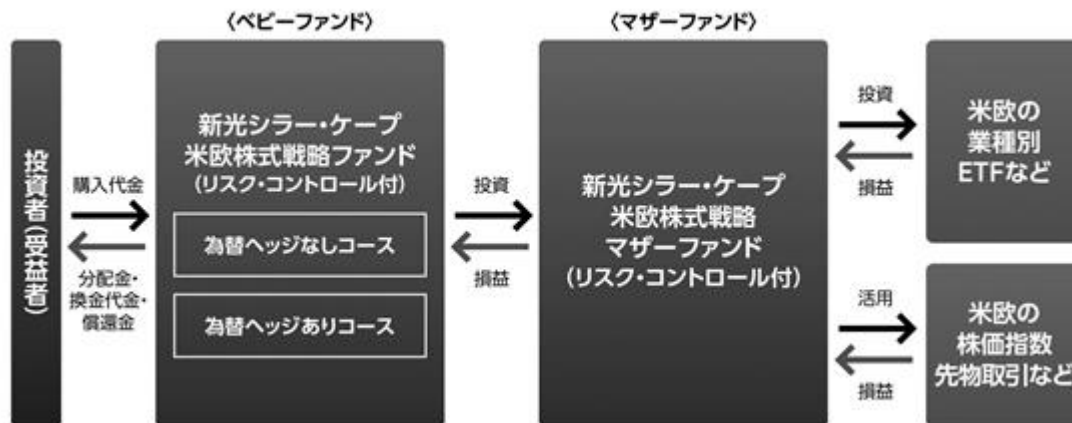 〈ベビーファンド〉
〈マザーファンド〉
投資者(受益者)
購入代金
分配金・
換金代金・
償還金
新光シラー・ケープ
米欧株式戦略ファンド
(リスク・コントロール付)
為替ヘッジなしコース
為替ヘッジありコース
投資
損益
新光シラー・ケープ
米欧株式戦略
マザーファンド
(リスク・コントロール付)
投資
損益
米欧の
業種別
ETFなど
活用
損益
米欧の
株価指数
先物取引など